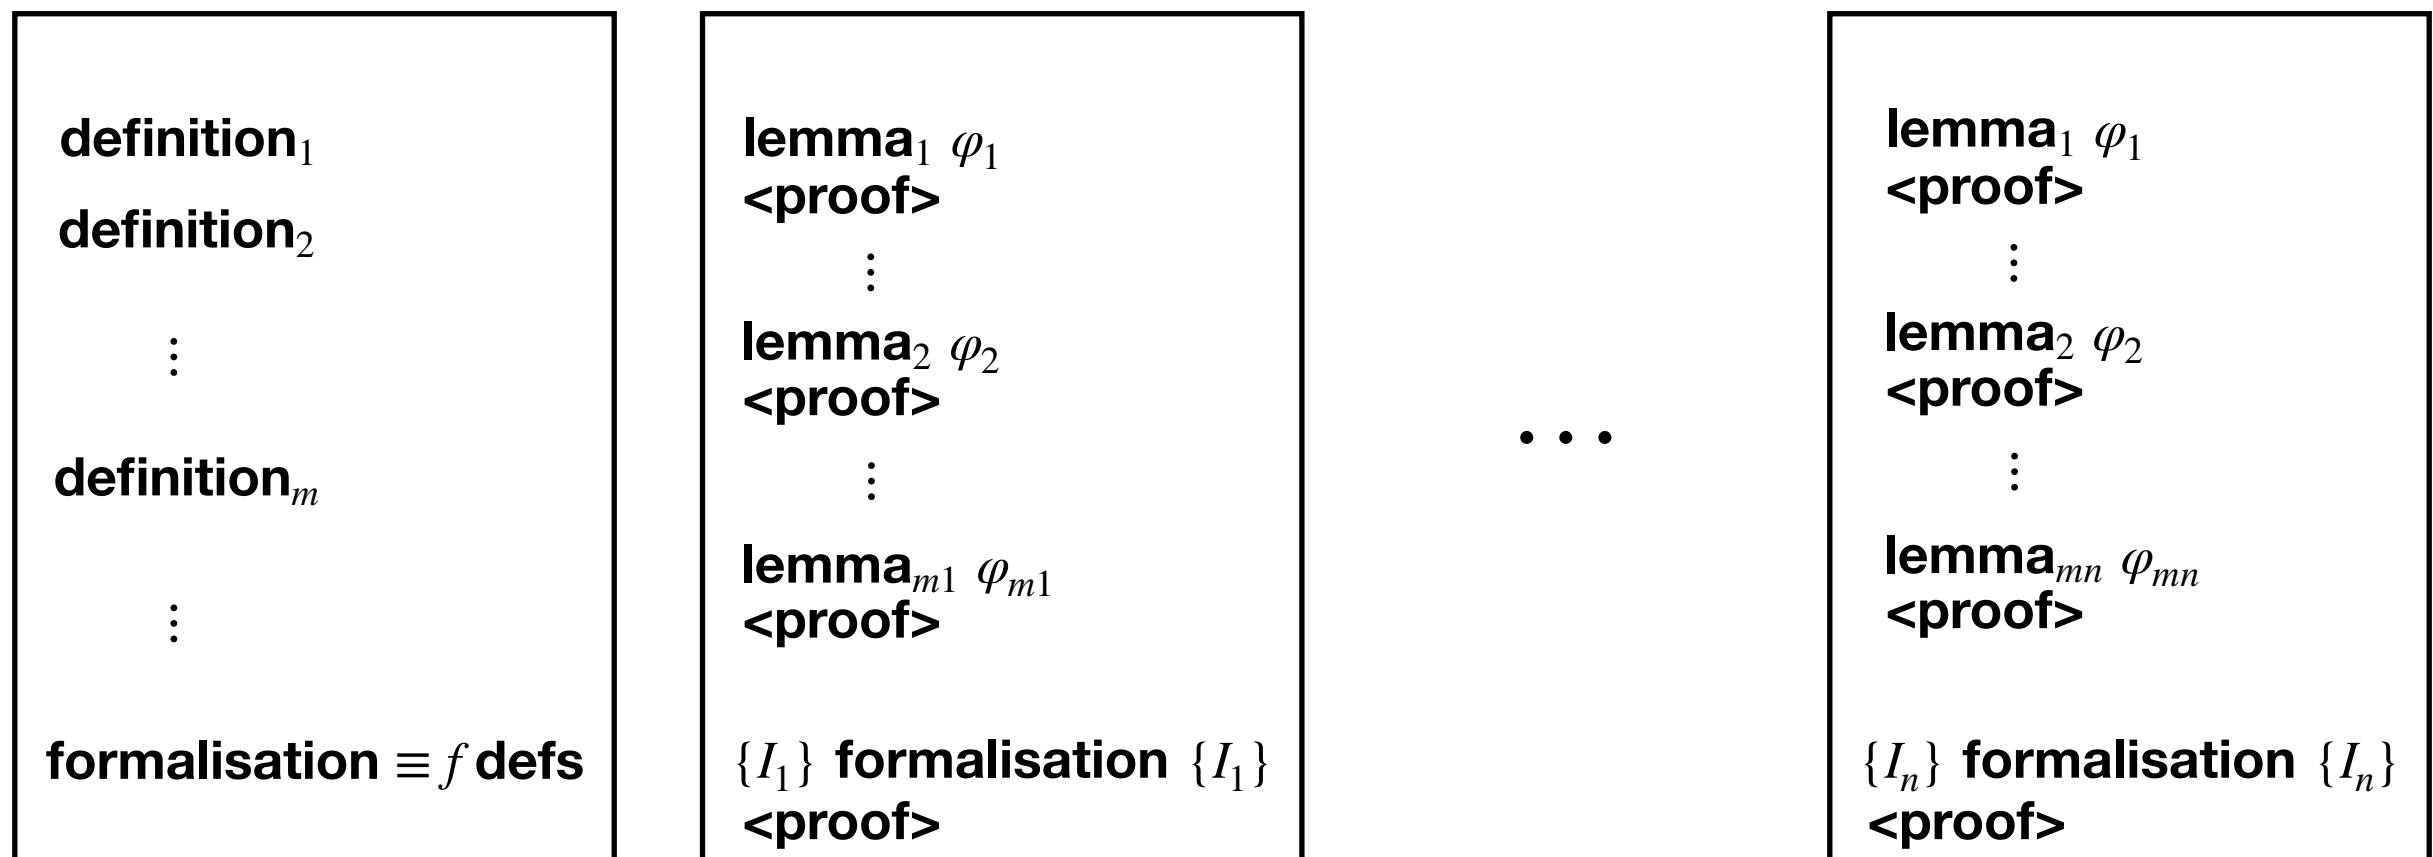 definition₁
definition₂
⋮
definitionₘ
⋮
formalisation ≡ f defs
lemma₁ φ₁
<proof>
⋮
lemma₂ φ₂
<proof>
⋮
lemmaₘ₁ φₘ₁
<proof>
{I₁} formalisation {I₁}
<proof>
• • •
lemma₁ φ₁
<proof>
⋮
lemma₂ φ₂
<proof>
⋮
lemmaₘₙ φₘₙ
<proof>
{Iₙ} formalisation {Iₙ}
<proof>